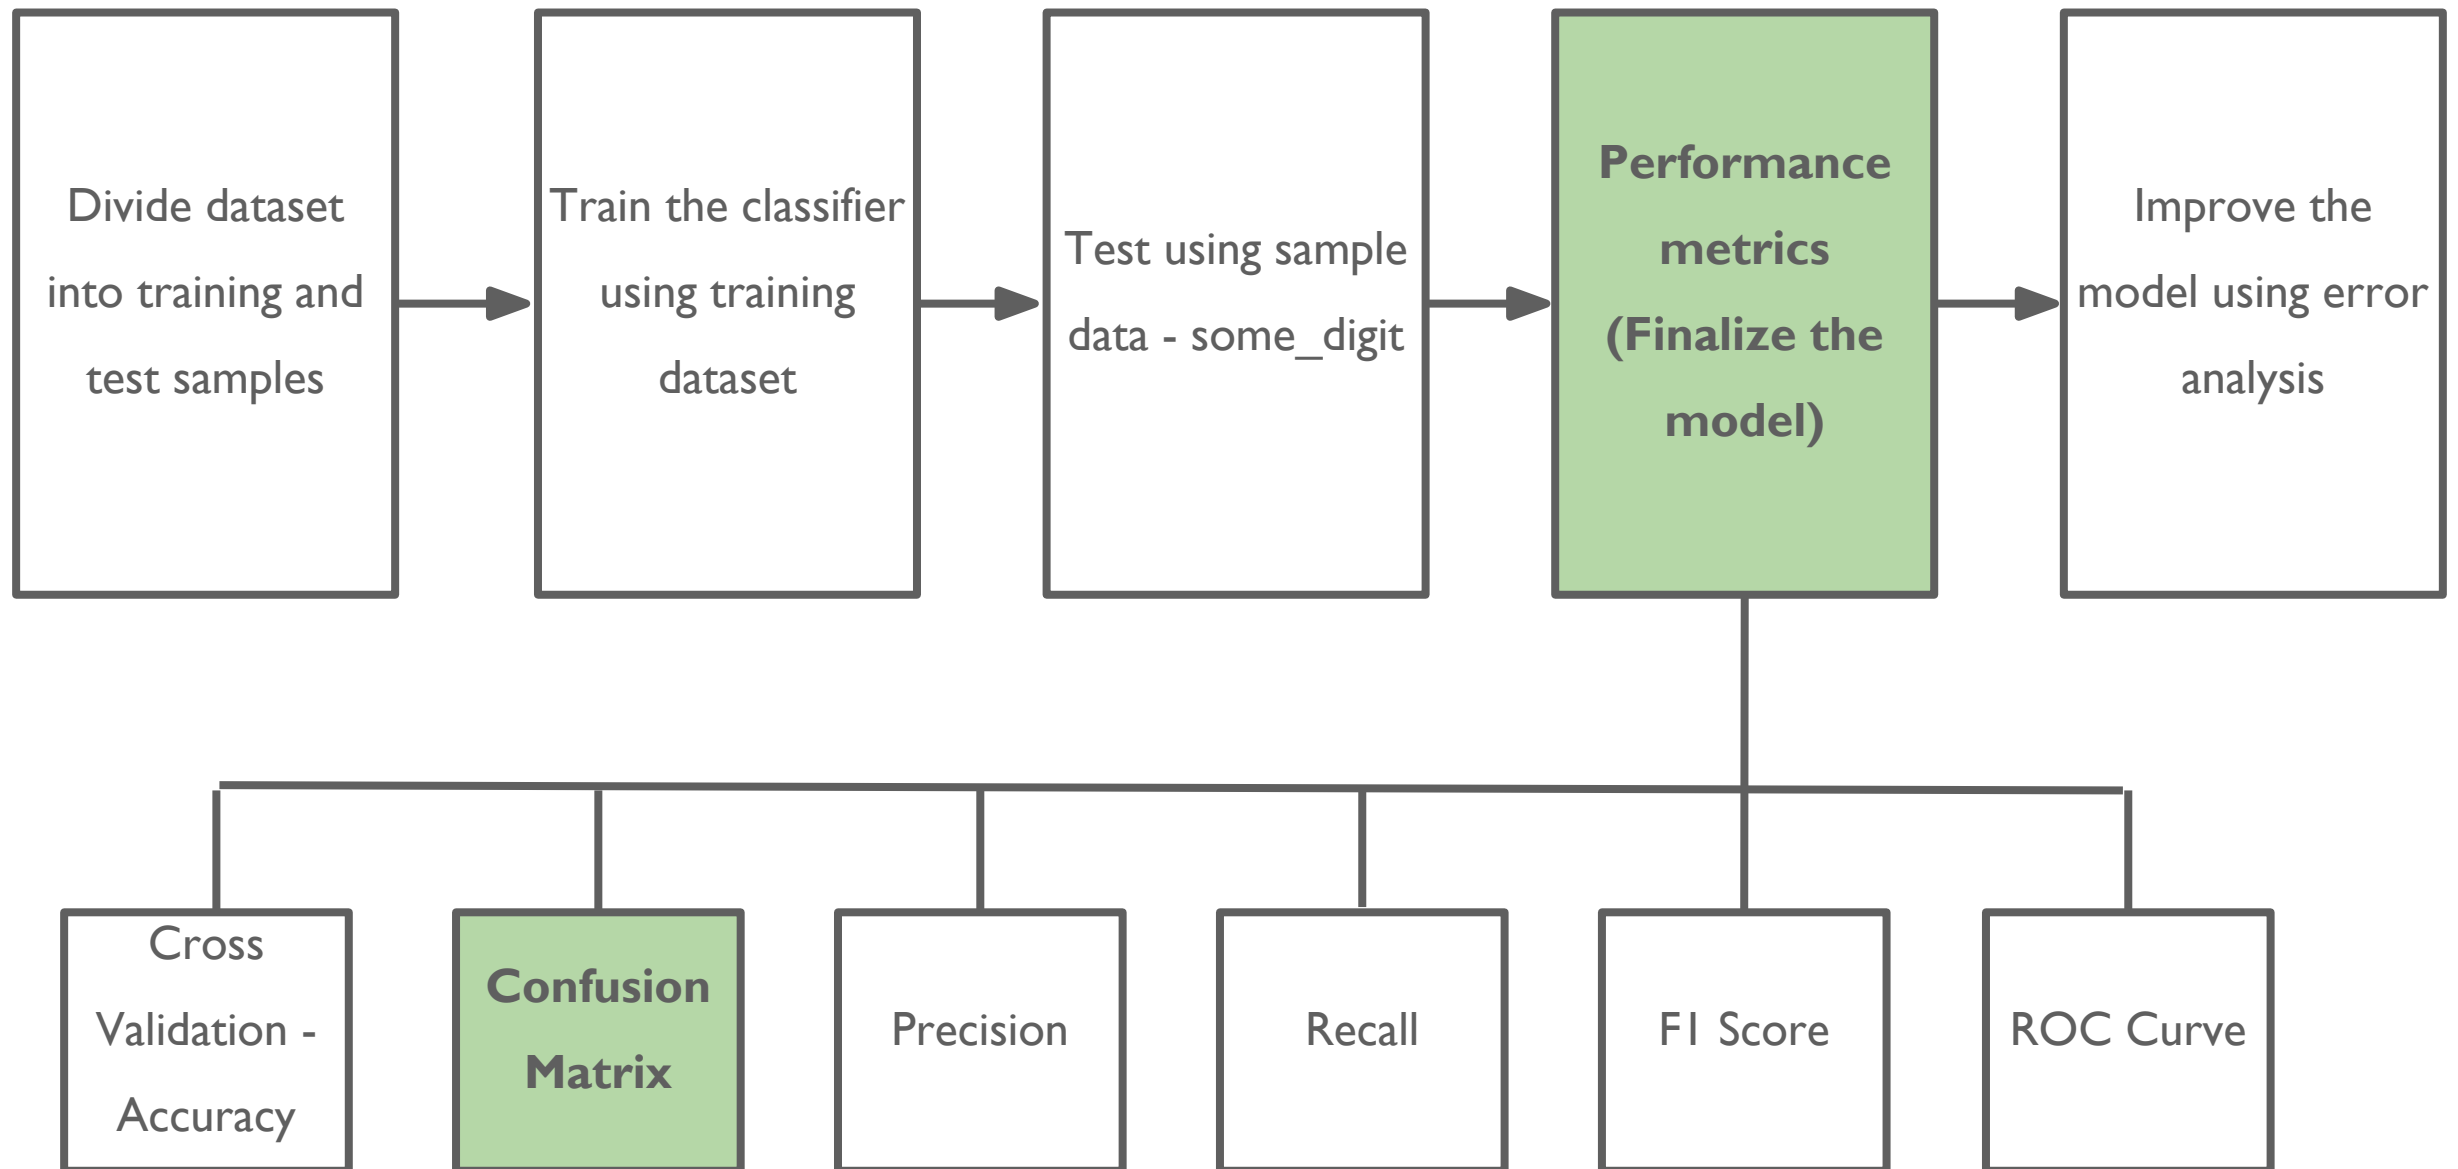 Divide dataset
into training and
test samples
Train the classifier
using training
dataset
Test using sample
data - some_digit
Performance
metrics
(Finalize the
model)
Improve the
model using error
analysis
Cross
Validation -
Accuracy
Confusion
Matrix
Precision
Recall
F1 Score
ROC Curve